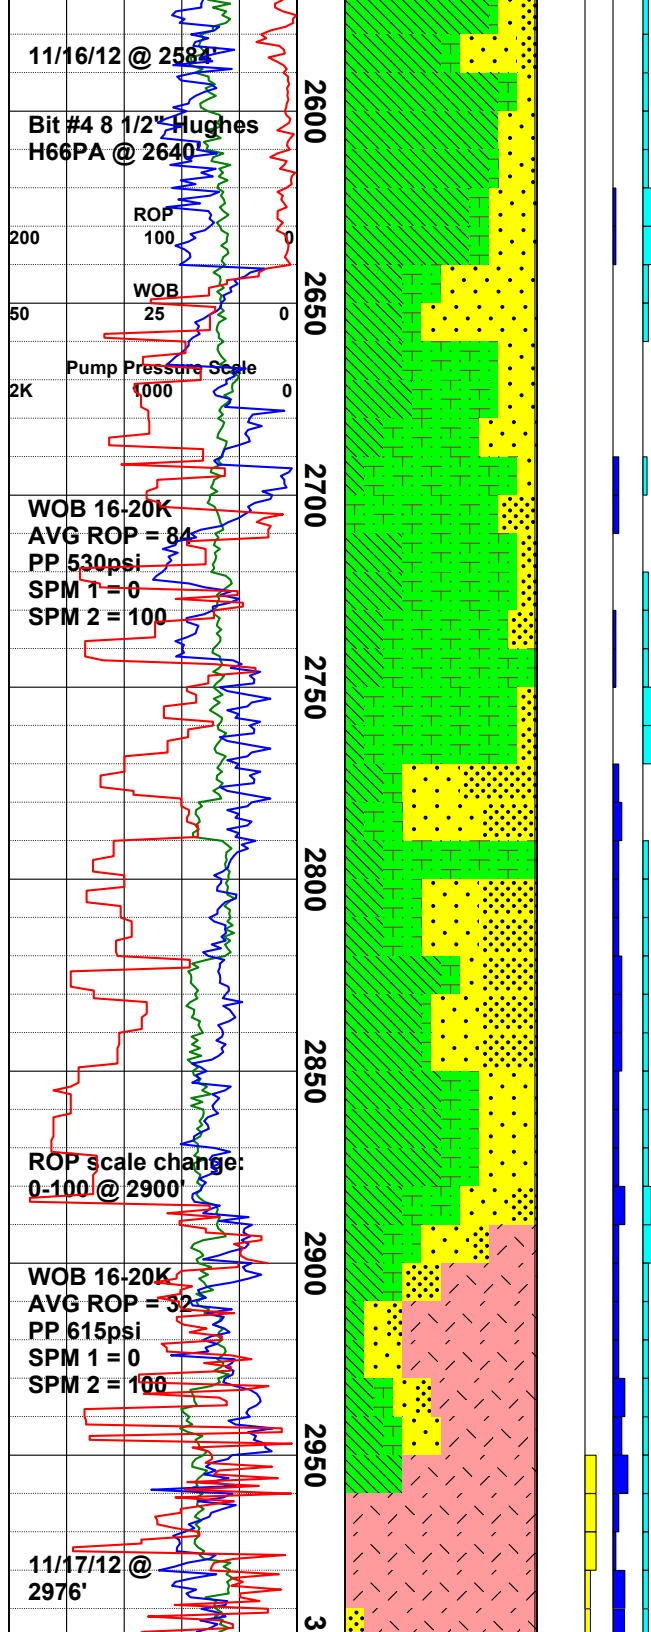 11/16/12 @ 2584'
2600
Bit #4 8 1/2" Hughes
H66PA @ 2640'
ROP
200 100 0
WOB
50 25 0
2650
Pump Pressure Scale
2K 1000 0
2700
WOB 16-20K
AVG ROP = 84
PP 530psi
SPM 1 = 0
SPM 2 = 100
2750
2800
2850
ROP scale change:
0-100 @ 2900'
2900
WOB 16-20K
AVG ROP = 32
PP 615psi
SPM 1 = 0
SPM 2 = 100
2950
11/17/12 @
2976'
3